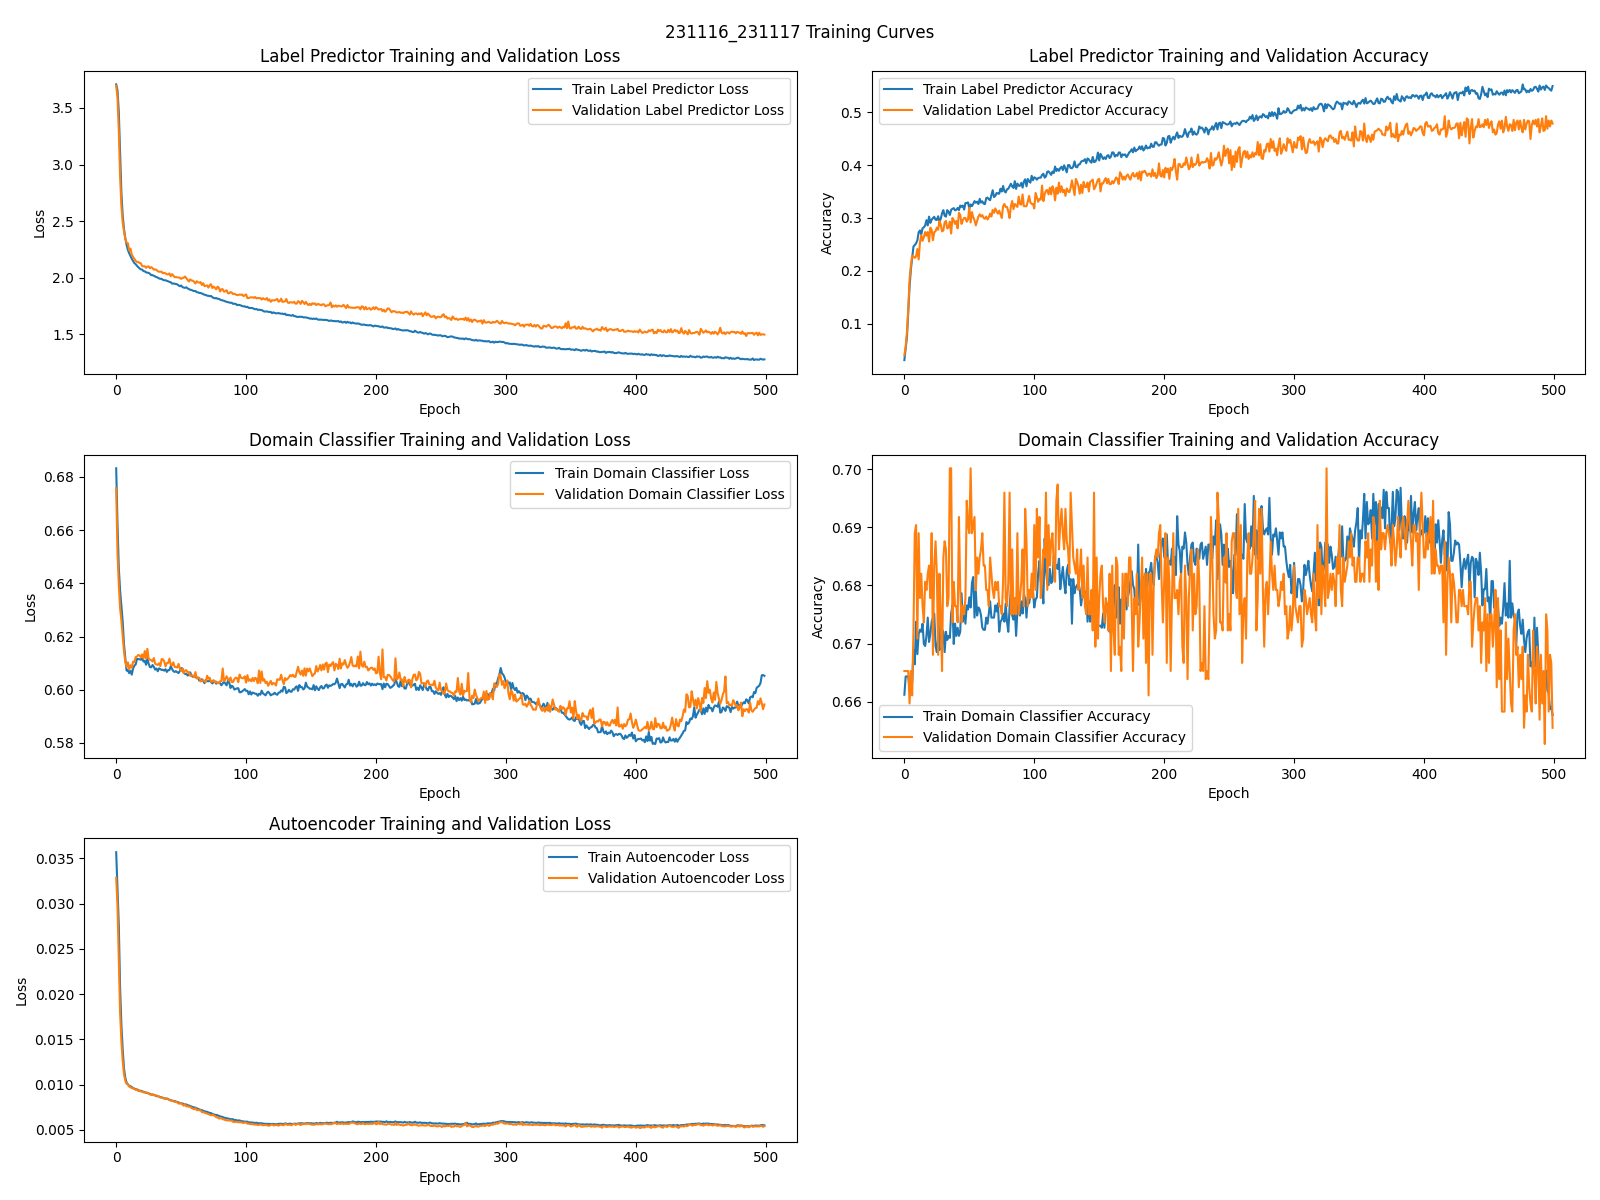 231116_231117 Training Curves
Label Predictor Training and Validation Loss
Train Label Predictor Loss
Validation Label Predictor Loss
3.5
3.0
2.5
2.0
1.5
Loss
0 100 200 300 400 500
Epoch
Label Predictor Training and Validation Accuracy
Train Label Predictor Accuracy
Validation Label Predictor Accuracy
0.5
0.4
0.3
0.2
0.1
Accuracy
0 100 200 300 400 500
Epoch
Domain Classifier Training and Validation Loss
Train Domain Classifier Loss
Validation Domain Classifier Loss
0.68
0.66
0.64
0.62
0.60
0.58
Loss
0 100 200 300 400 500
Epoch
Domain Classifier Training and Validation Accuracy
0.70
0.69
0.68
0.67
0.66
Accuracy
Train Domain Classifier Accuracy
Validation Domain Classifier Accuracy
0 100 200 300 400 500
Epoch
Autoencoder Training and Validation Loss
Train Autoencoder Loss
Validation Autoencoder Loss
0.035
0.030
0.025
0.020
0.015
0.010
0.005
Loss
0 100 200 300 400 500
Epoch